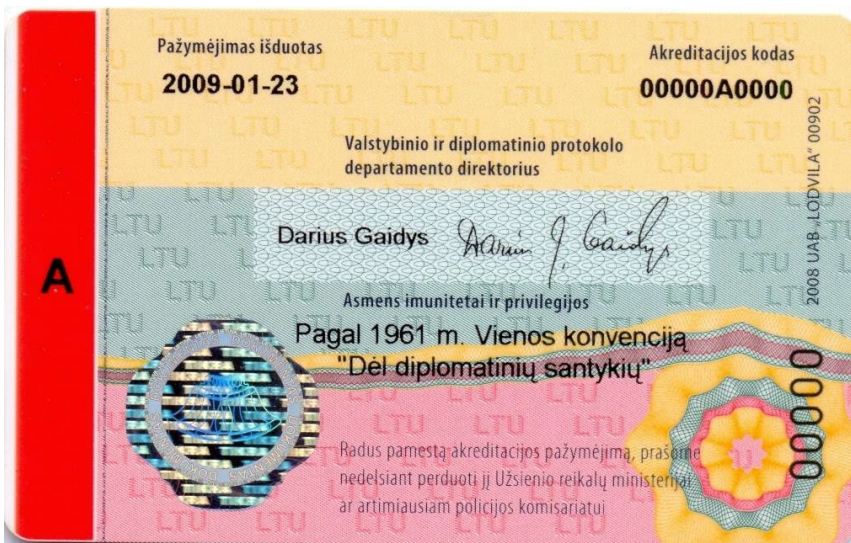 Pažymėjimas išduotas
2009-01-23
Akreditacijos kodas
00000A0000
Valstybinio ir diplomatinio protokolo
departamento direktorius
Darius Gaidys
A
Asmens imunitetai ir privilegijos
Pagal 1961 m. Vienos konvenciją
"Dėl diplomatinių santykių"
Radus pamestą akreditacijos pažymėjimą, prašome
nedelsiant perduoti jį Užsienio reikalų ministerijai
ar artimiausiam policijos komisariatui
2008 UAB „LODVILA“ 00902
00000
LTU